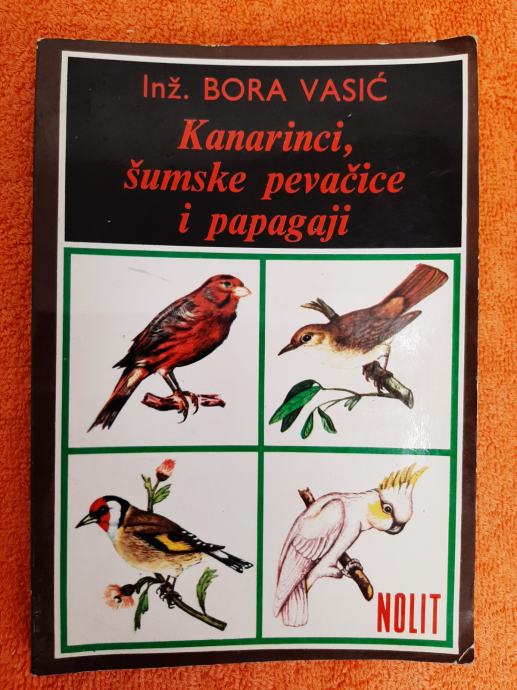 Inž. BORA VASIĆ
Kanarinci,
šumske pevačice
i papagaji
NOLIT